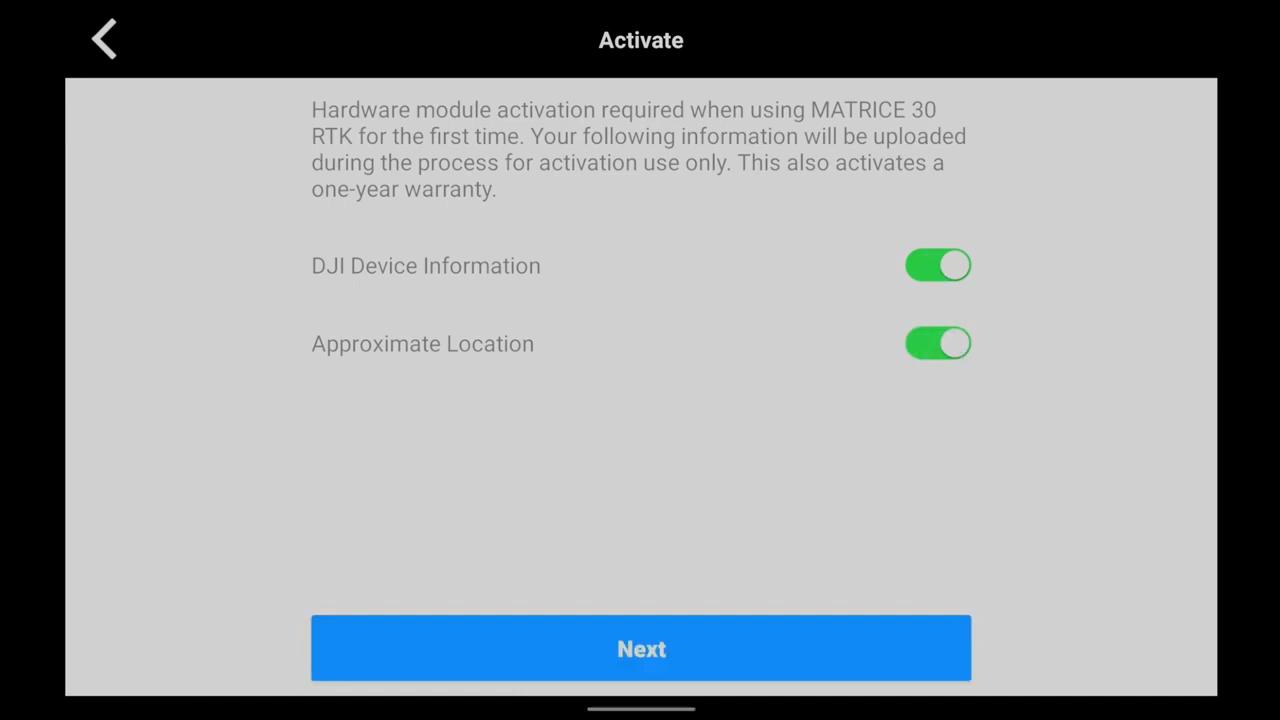 Activate
Hardware module activation required when using MATRICE 30
RTK for the first time. Your following information will be uploaded
during the process for activation use only. This also activates a
one-year warranty.
DJI Device Information
Approximate Location
Next